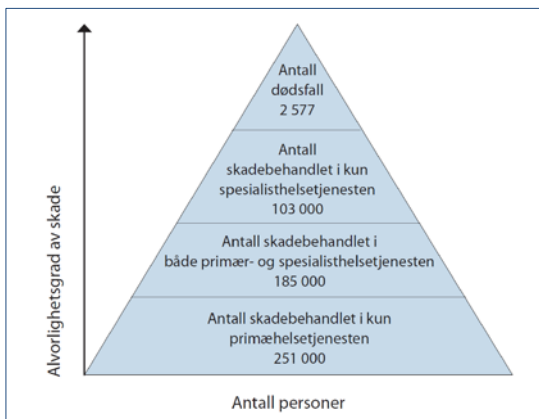 Antall
dødsfall
2 577
Antall
skadebehandlet i kun
spesialisthelsetjenesten
103 000
Antall skadebehandlet i
både primær- og spesialisthelsetjenesten
185 000
Antall skadebehandlet i kun
primæhelsetjenesten
251 000
Alvorlighetsgrad av skade
Antall personer